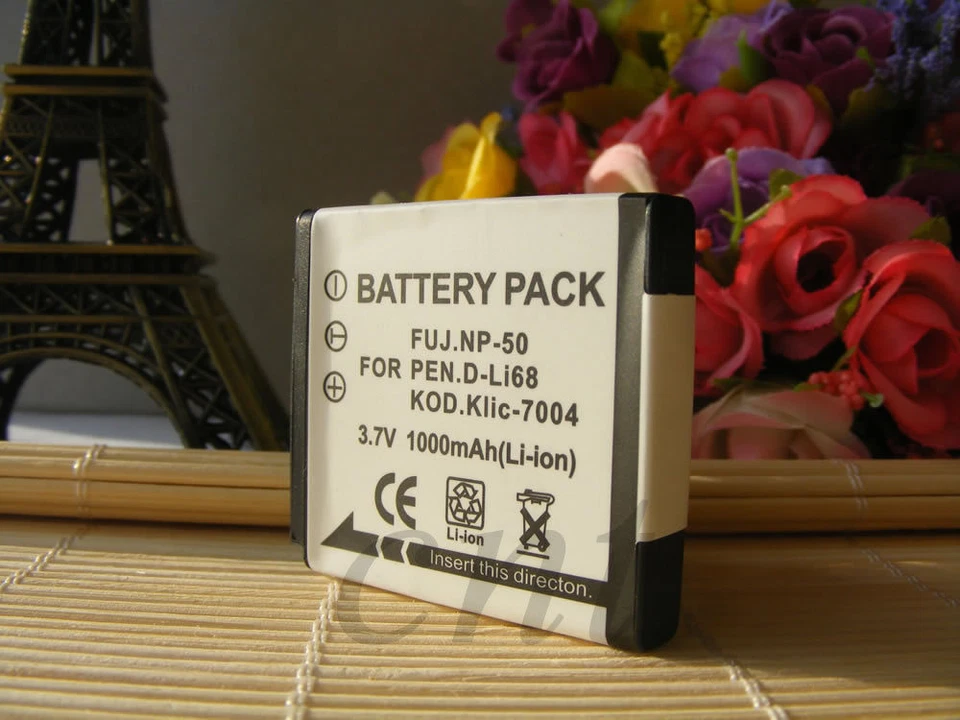 BATTERY PACK
FUJ.NP-50
FOR PEN.D-Li68
KOD.Klic-7004
3.7V 1000mAh(Li-ion)
CE
Li-ion
Insert this directon.